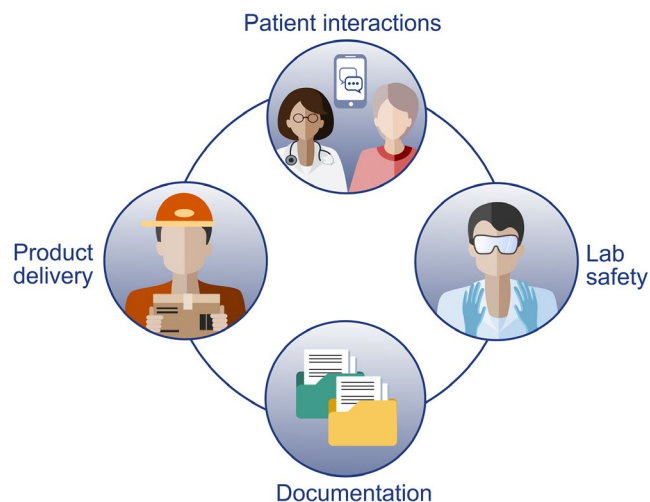 Patient interactions
Product
delivery
Lab
safety
Documentation